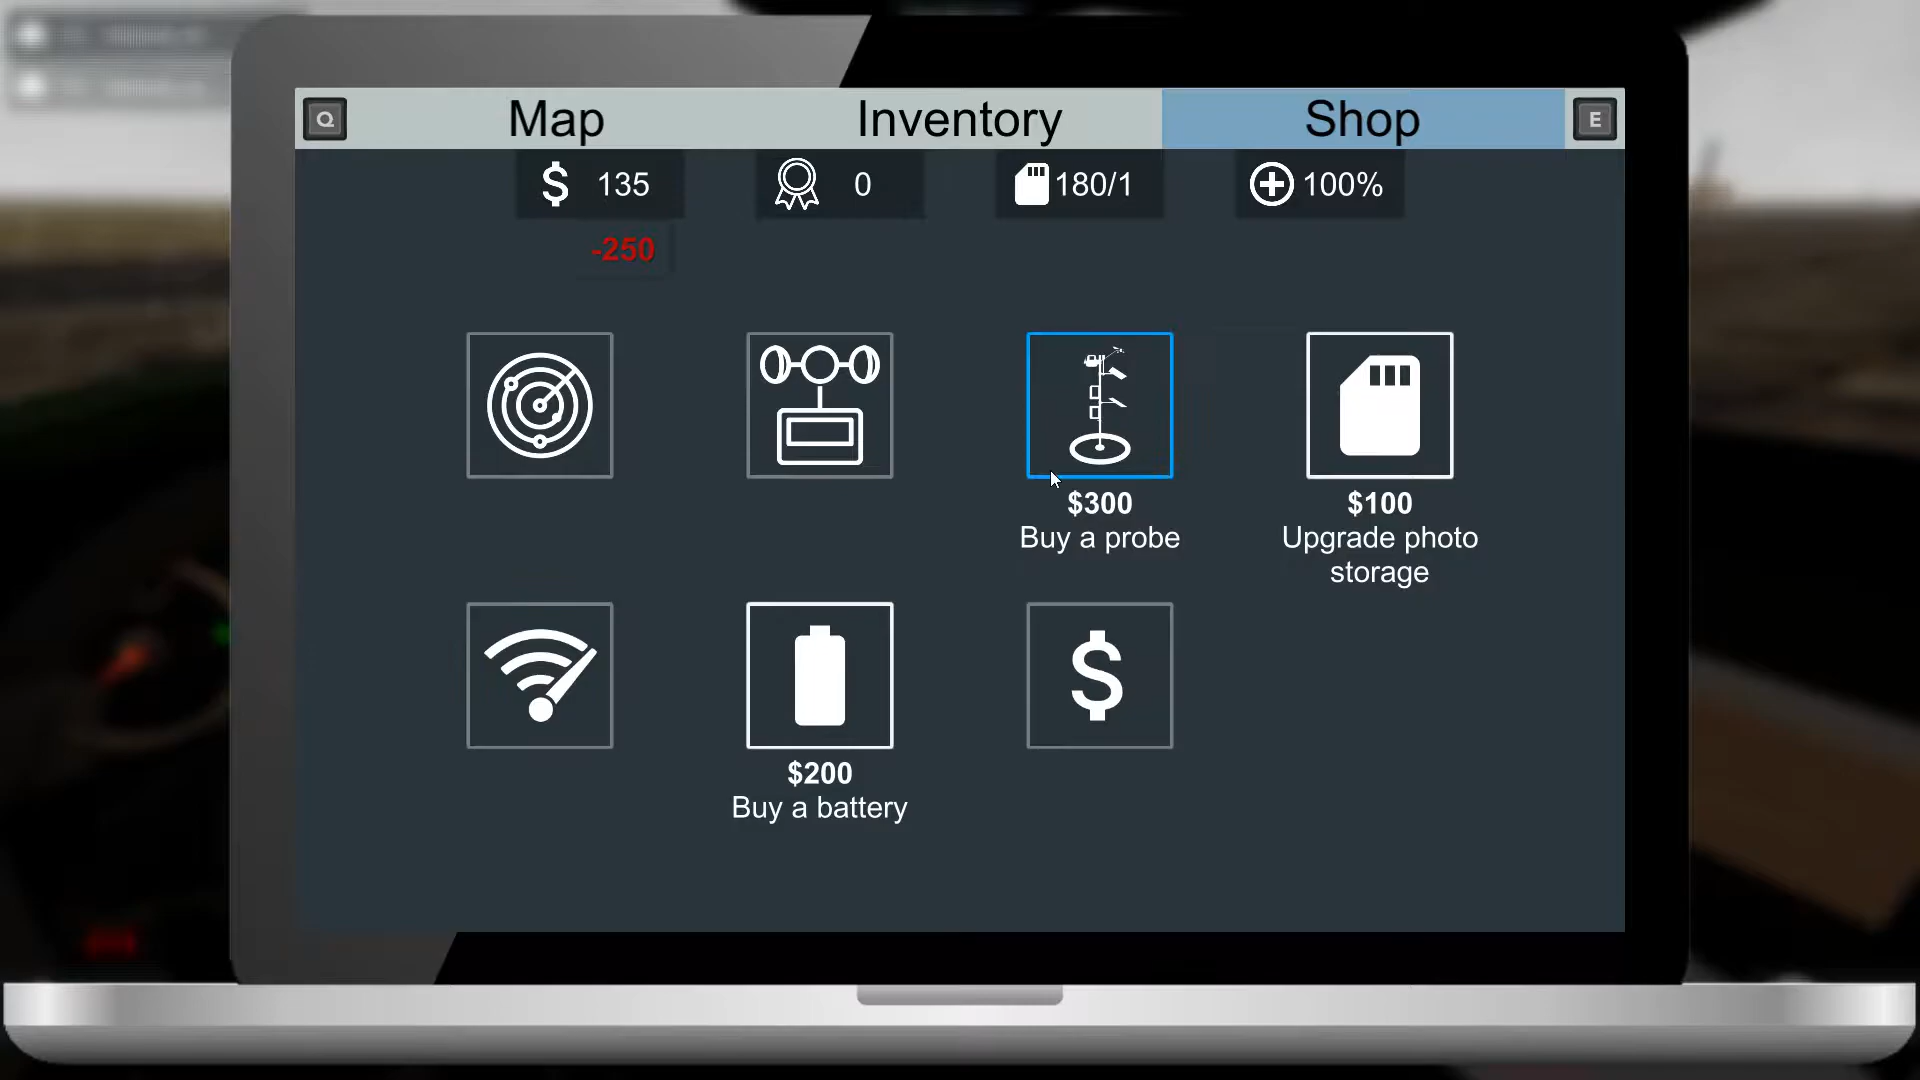 Q
Map
Inventory
Shop
E
$ 135
0
180/1
100%
-250
$300
Buy a probe
$100
Upgrade photo
storage
$
$200
Buy a battery